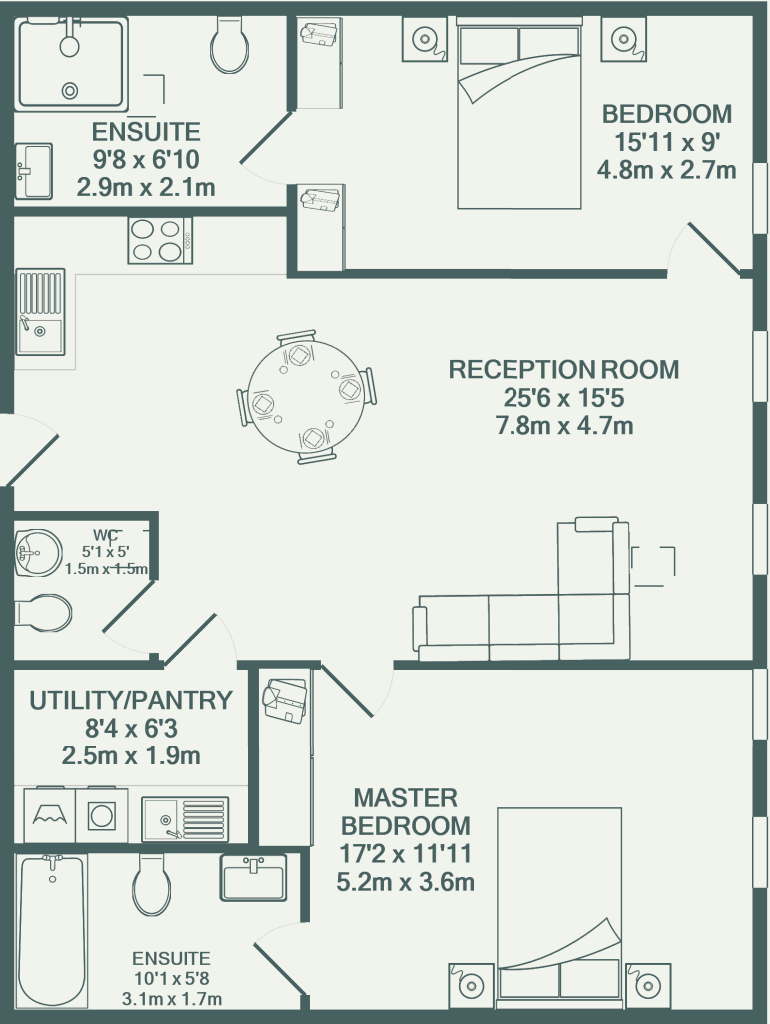 ENSUITE
9'8 x 6'10
2.9m x 2.1m
BEDROOM
15'11 x 9'
4.8m x 2.7m
RECEPTION ROOM
25'6 x 15'5
7.8m x 4.7m
WC
5'1 x 5'
1.5m x 1.5m
UTILITY/PANTRY
8'4 x 6'3
2.5m x 1.9m
MASTER
BEDROOM
17'2 x 11'11
5.2m x 3.6m
ENSUITE
10'1 x 5'8
3.1m x 1.7m